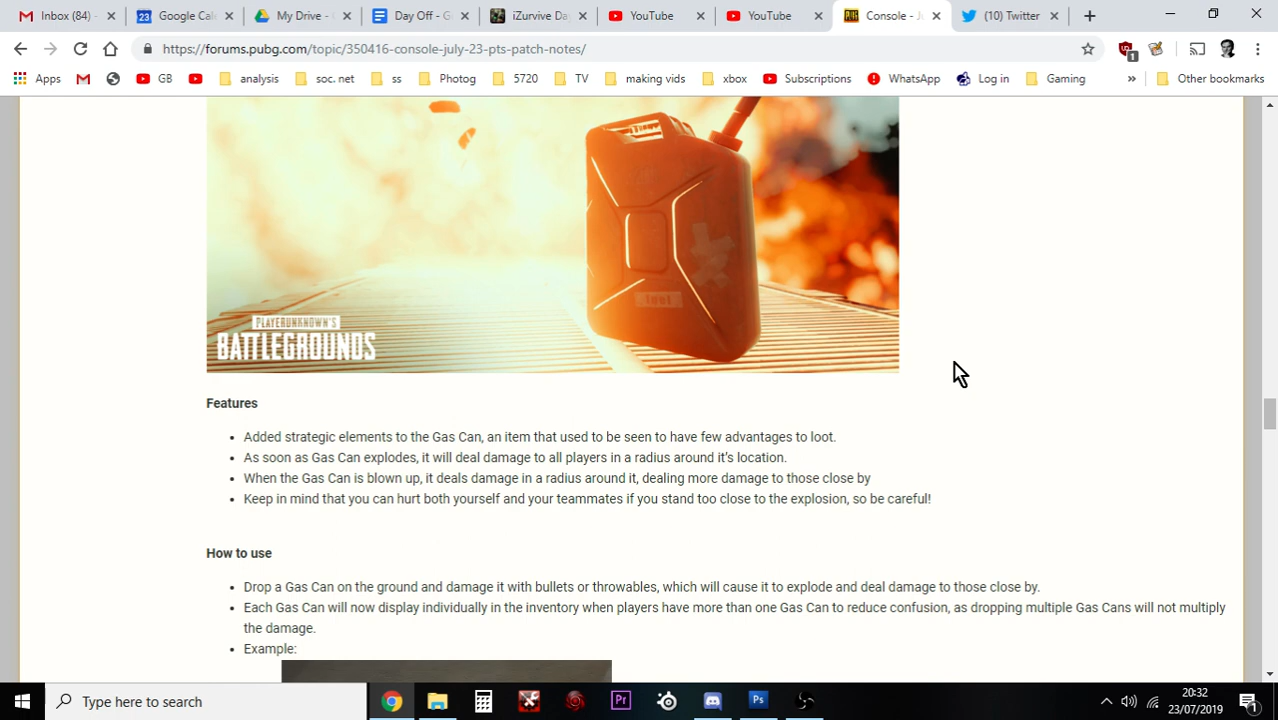 Inbox (84) -
Google Cal
My Drive - G
Day Off - G
iZurvive Da
YouTube
YouTube
Console - J
(10) Twitter
https://forums.pubg.com/topic/350416-console-july-23-pts-patch-notes/
Apps
GB
analysis
soc. net
ss
Photog
5720
TV
making vids
xbox
Subscriptions
WhatsApp
Log in
Gaming
»
Other bookmarks
PLAYERUNKNOWN'S
BATTLEGROUNDS
Features
• Added strategic elements to the Gas Can, an item that used to be seen to have few advantages to loot.
• As soon as Gas Can explodes, it will deal damage to all players in a radius around it's location.
• When the Gas Can is blown up, it deals damage in a radius around it, dealing more damage to those close by
• Keep in mind that you can hurt both yourself and your teammates if you stand too close to the explosion, so be careful!
How to use
• Drop a Gas Can on the ground and damage it with bullets or throwables, which will cause it to explode and deal damage to those close by.
• Each Gas Can will now display individually in the inventory when players have more than one Gas Can to reduce confusion, as dropping multiple Gas Cans will not multiply
the damage.
• Example:
Type here to search
20:32
23/07/2019